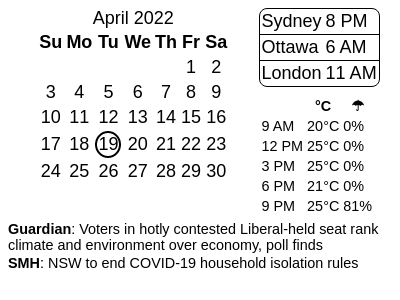 April 2022
Su Mo Tu We Th Fr Sa
1 2
3 4 5 6 7 8 9
10 11 12 13 14 15 16
17 18 19 20 21 22 23
24 25 26 27 28 29 30
Sydney 8 PM
Ottawa 6 AM
London 11 AM
°C ☂
9 AM 20°C 0%
12 PM 25°C 0%
3 PM 25°C 0%
6 PM 21°C 0%
9 PM 25°C 81%
Guardian: Voters in hotly contested Liberal-held seat rank
climate and environment over economy, poll finds
SMH: NSW to end COVID-19 household isolation rules